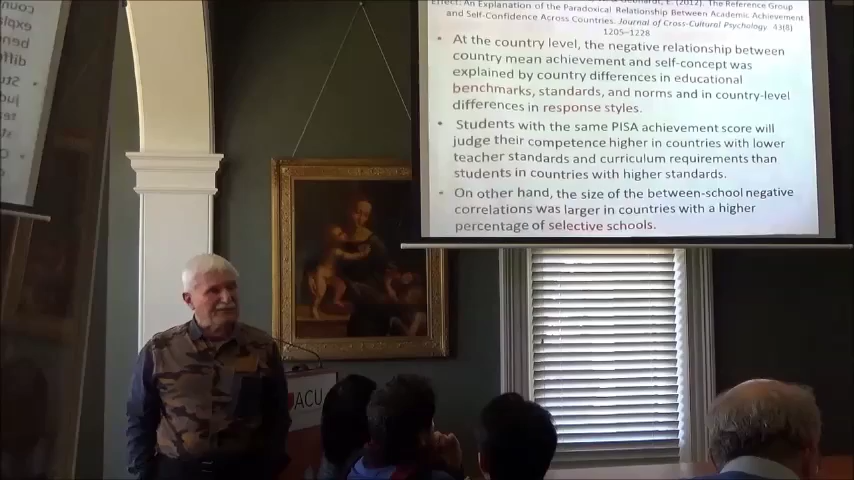 Effect: An Explanation of the Paradoxical Relationship Between Academic Achievement
and Self-Confidence Across Countries. Journal of Cross-Cultural Psychology 43(8)
1205–1228
• At the country level, the negative relationship between
country mean achievement and self-concept was
explained by country differences in educational
benchmarks, standards, and norms and in country-level
differences in response styles.
• Students with the same PISA achievement score will
judge their competence higher in countries with lower
teacher standards and curriculum requirements than
students in countries with higher standards.
• On other hand, the size of the between-school negative
correlations was larger in countries with a higher
percentage of selective schools.
ACU